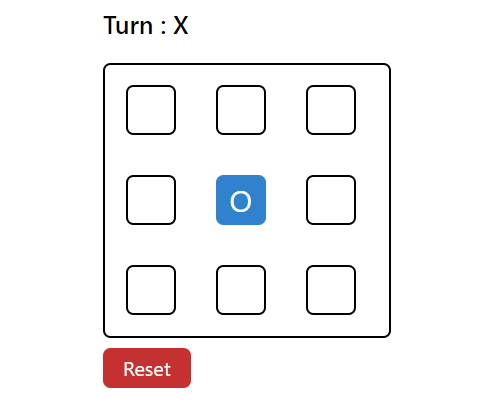 Turn : X
O
Reset